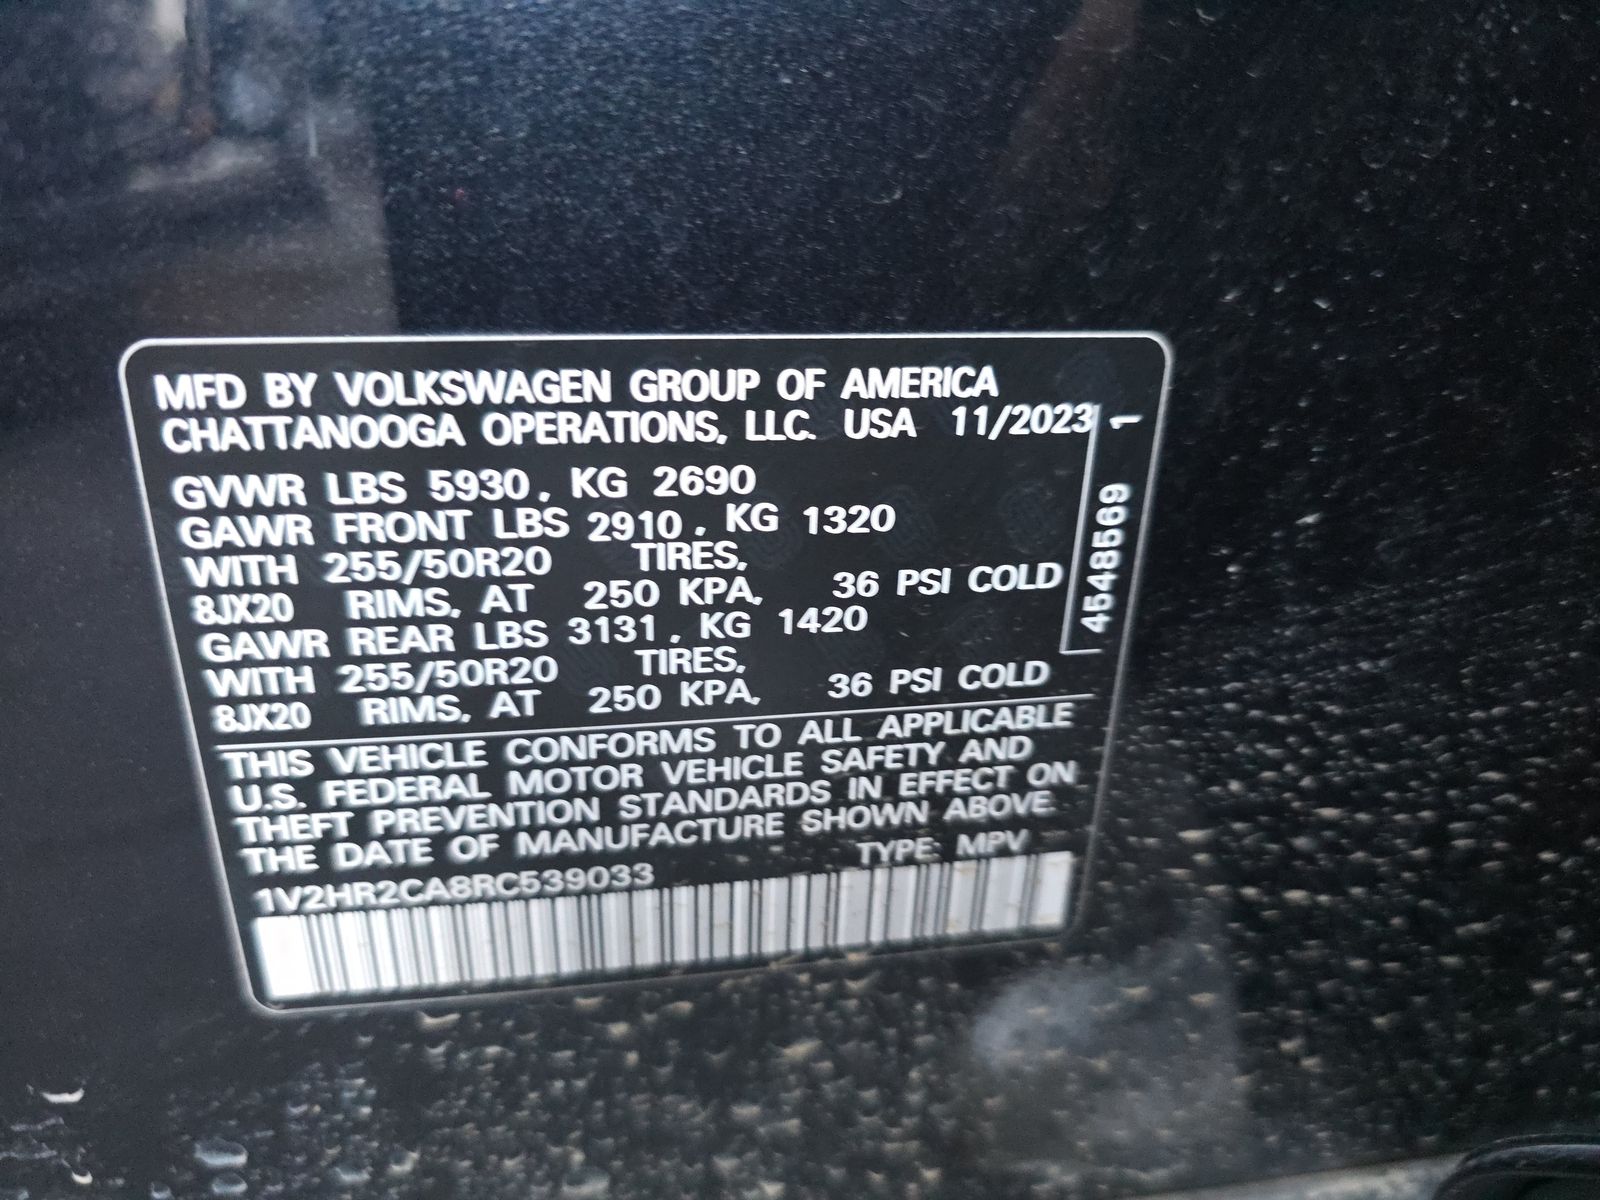 MFD BY VOLKSWAGEN GROUP OF AMERICA
CHATTANOOGA OPERATIONS, LLC. USA 11/2023
GVWR LBS 5930, KG 2690
GAWR FRONT LBS 2910, KG 1320
WITH 255/50R20 TIRES,
8JX20 RIMS, AT 250 KPA, 36 PSI COLD
GAWR REAR LBS 3131, KG 1420
WITH 255/50R20 TIRES,
8JX20 RIMS, AT 250 KPA, 36 PSI COLD
THIS VEHICLE CONFORMS TO ALL APPLICABLE
U.S. FEDERAL MOTOR VEHICLE SAFETY AND
THEFT PREVENTION STANDARDS IN EFFECT ON
THE DATE OF MANUFACTURE SHOWN ABOVE.
1V2HR2CA8RC539033 TYPE: MPV
4548569 1